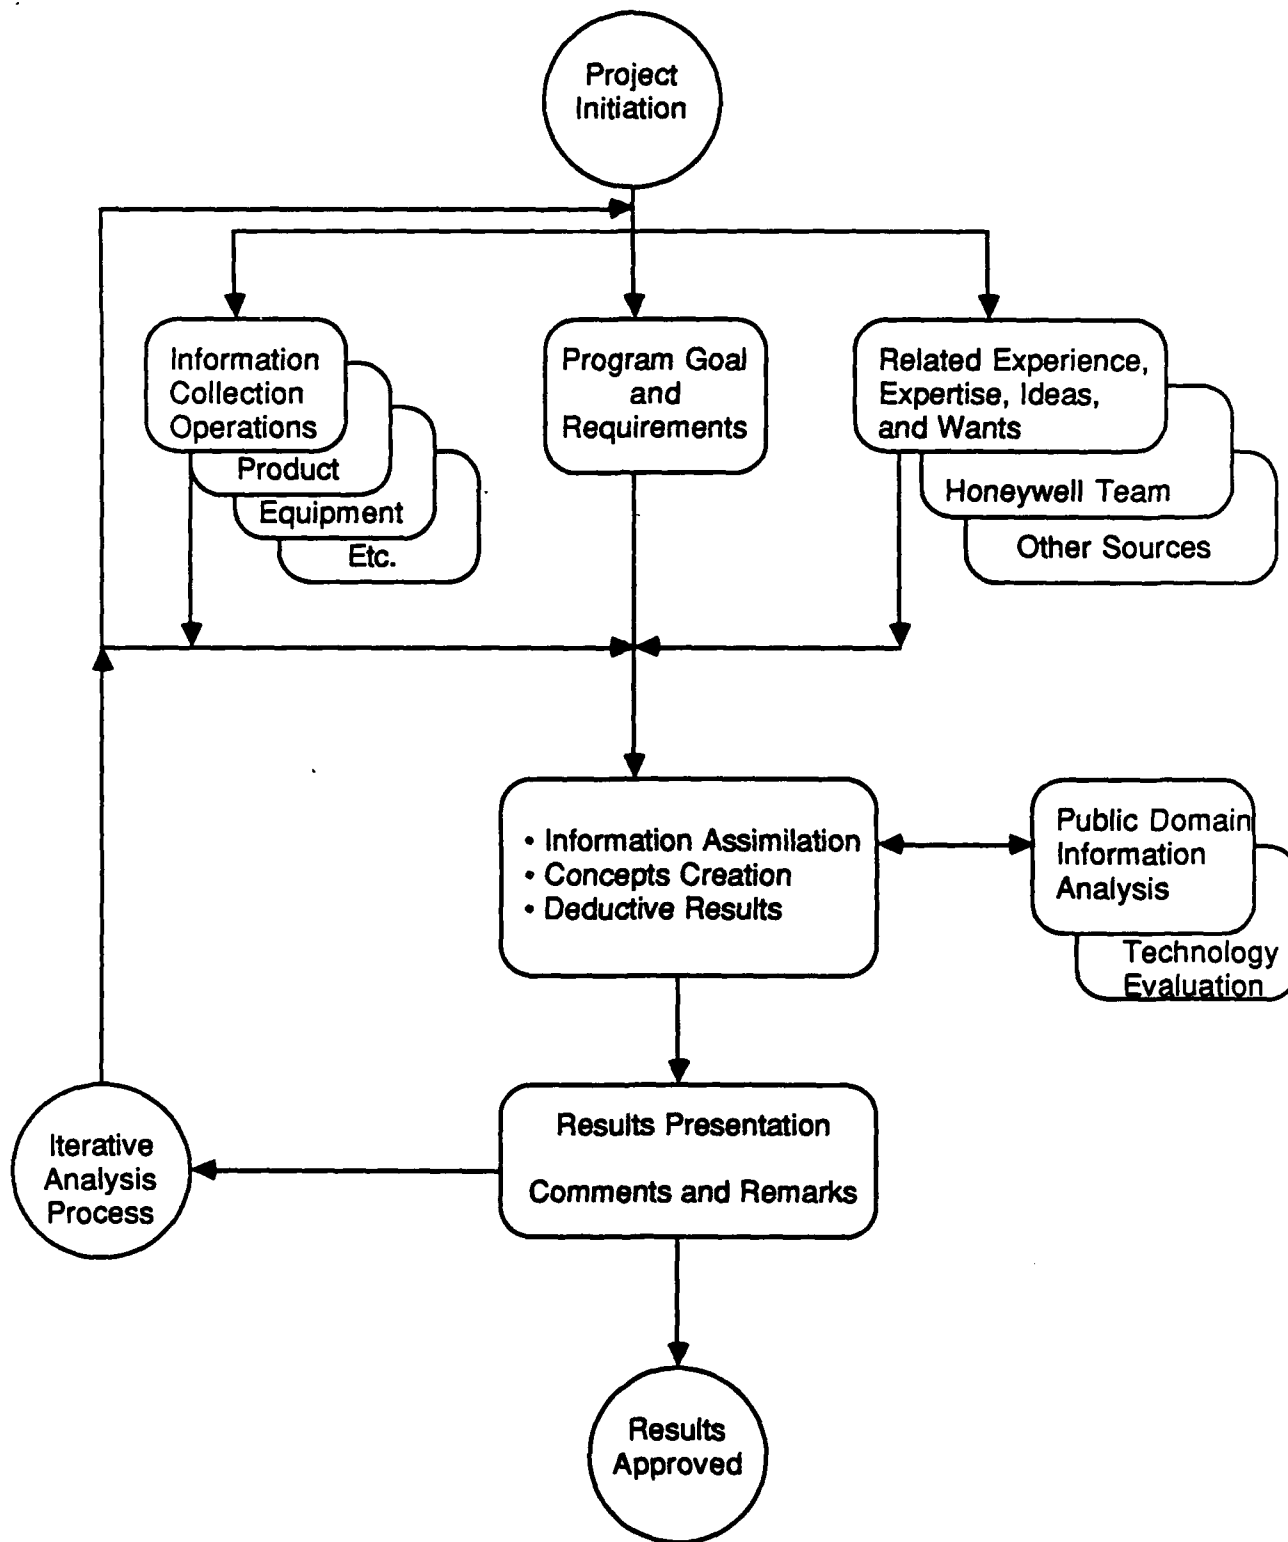 Project
Initiation
Information
Collection
Operations
Product
Equipment
Etc.
Program Goal
and
Requirements
Related Experience,
Expertise, Ideas,
and Wants
Honeywell Team
Other Sources
• Information Assimilation
• Concepts Creation
• Deductive Results
Public Domain
Information
Analysis
Technology
Evaluation
Results Presentation
Comments and Remarks
Iterative
Analysis
Process
Results
Approved